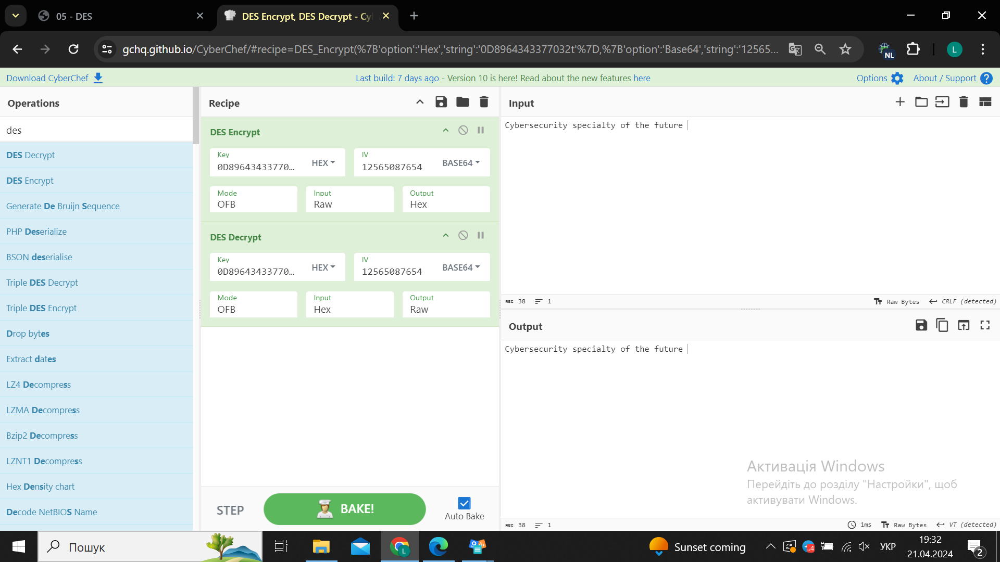 05 - DES
DES Encrypt, DES Decrypt - Cy
gchq.github.io/CyberChef/#recipe=DES_Encrypt(%7B'option':'Hex','string':'0D8964343377032t'%7D,%7B'option':'Base64','string':'12565...
NL
L
Download CyberChef
Last build: 7 days ago - Version 10 is here! Read about the new features here
Options
About / Support
Operations
des
DES Decrypt
DES Encrypt
Generate De Bruijn Sequence
PHP Deserialize
BSON deserialise
Triple DES Decrypt
Triple DES Encrypt
Drop bytes
Extract dates
LZ4 Decompress
LZMA Decompress
Bzip2 Decompress
LZNT1 Decompress
Hex Density chart
Decode NetBIOS Name
Recipe
DES Encrypt
Key
0D89643433770...
HEX
IV
12565087654
BASE64
Mode
OFB
Input
Raw
Output
Hex
DES Decrypt
Key
0D89643433770...
HEX
IV
12565087654
BASE64
Mode
OFB
Input
Hex
Output
Raw
STEP
BAKE!
Auto Bake
Input
Cybersecurity specialty of the future
ABC 38 1
Raw Bytes CRLF (detected)
Output
Cybersecurity specialty of the future
Активація Windows
Перейдіть до розділу "Настройки", щоб
активувати Windows.
ABC 38 1
1ms Raw Bytes VT (detected)
Пошук
L
Sunset coming
..4
УКР
19:32
21.04.2024
2